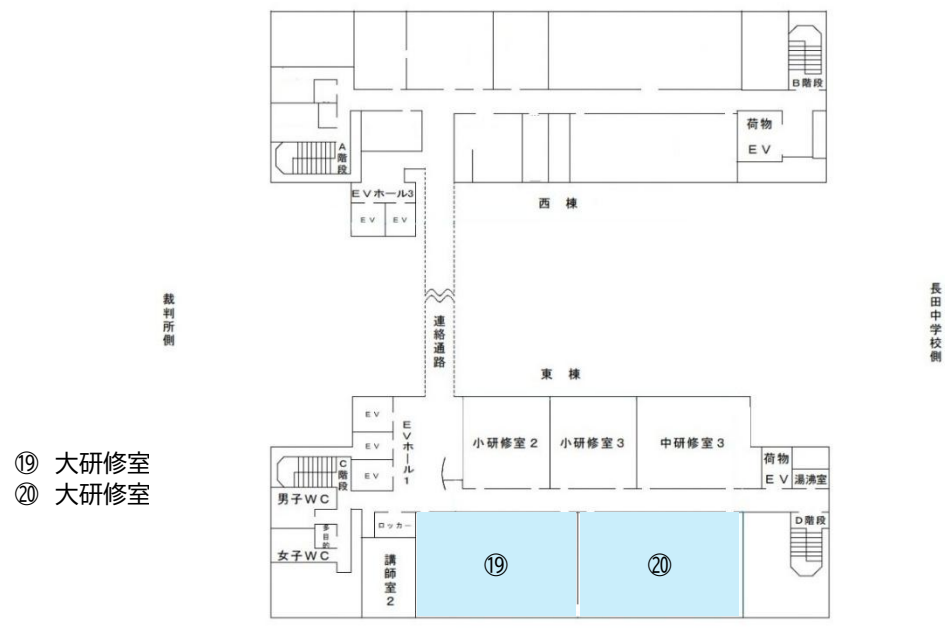 B階段
荷物
EV
A階段
EVホール3
EV
EV
西棟
裁判所側
長田中学校側
連絡通路
東棟
EV
EV
EV
EVホール1
小研修室2
小研修室3
中研修室3
⑲ 大研修室
⑳ 大研修室
C階段
荷物
EV
湯沸室
男子WC
多目的
女子WC
ロッカー
講師室2
⑲
⑳
D階段